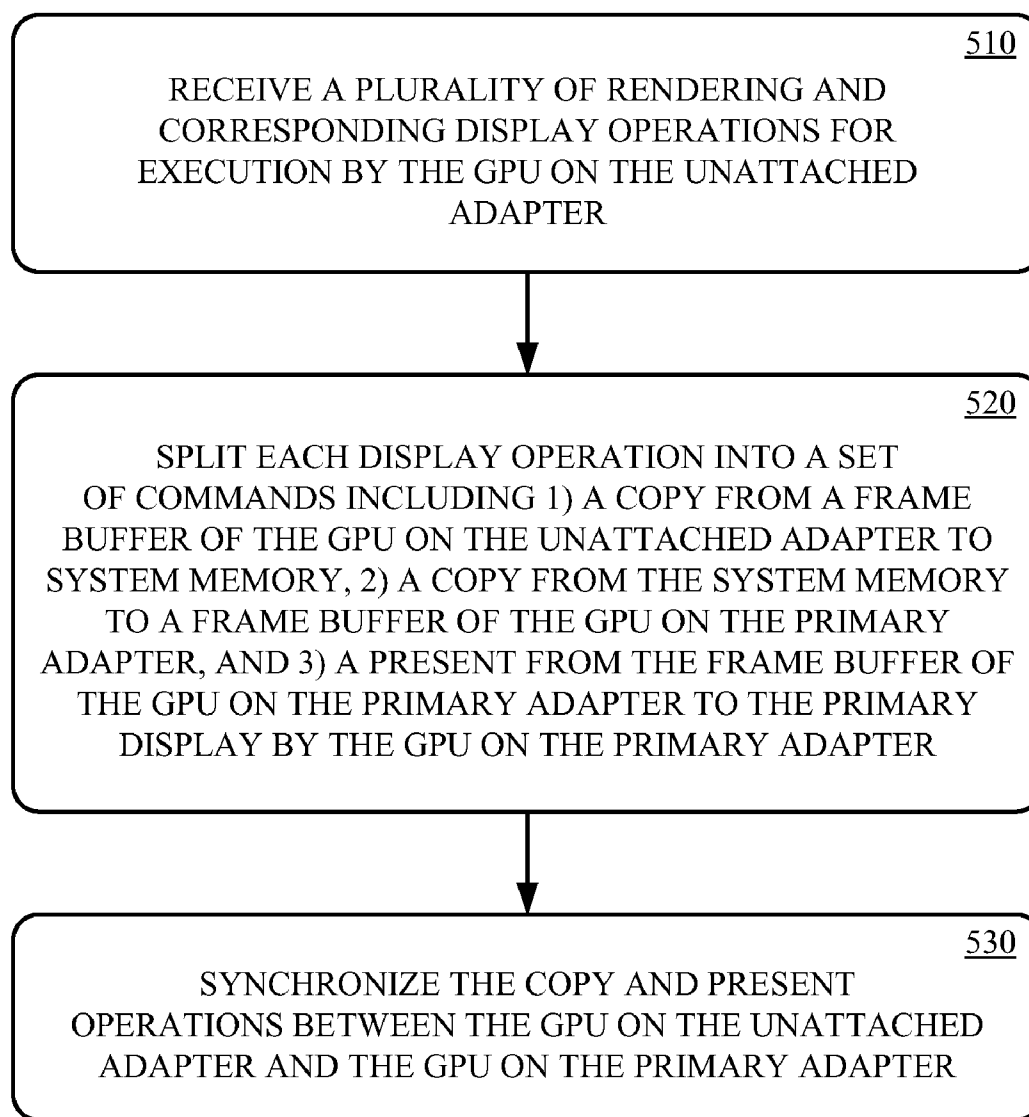 510
RECEIVE A PLURALITY OF RENDERING AND
CORRESPONDING DISPLAY OPERATIONS FOR
EXECUTION BY THE GPU ON THE UNATTACHED
ADAPTER
520
SPLIT EACH DISPLAY OPERATION INTO A SET
OF COMMANDS INCLUDING 1) A COPY FROM A FRAME
BUFFER OF THE GPU ON THE UNATTACHED ADAPTER TO
SYSTEM MEMORY, 2) A COPY FROM THE SYSTEM MEMORY
TO A FRAME BUFFER OF THE GPU ON THE PRIMARY
ADAPTER, AND 3) A PRESENT FROM THE FRAME BUFFER OF
THE GPU ON THE PRIMARY ADAPTER TO THE PRIMARY
DISPLAY BY THE GPU ON THE PRIMARY ADAPTER
530
SYNCHRONIZE THE COPY AND PRESENT
OPERATIONS BETWEEN THE GPU ON THE UNATTACHED
ADAPTER AND THE GPU ON THE PRIMARY ADAPTER